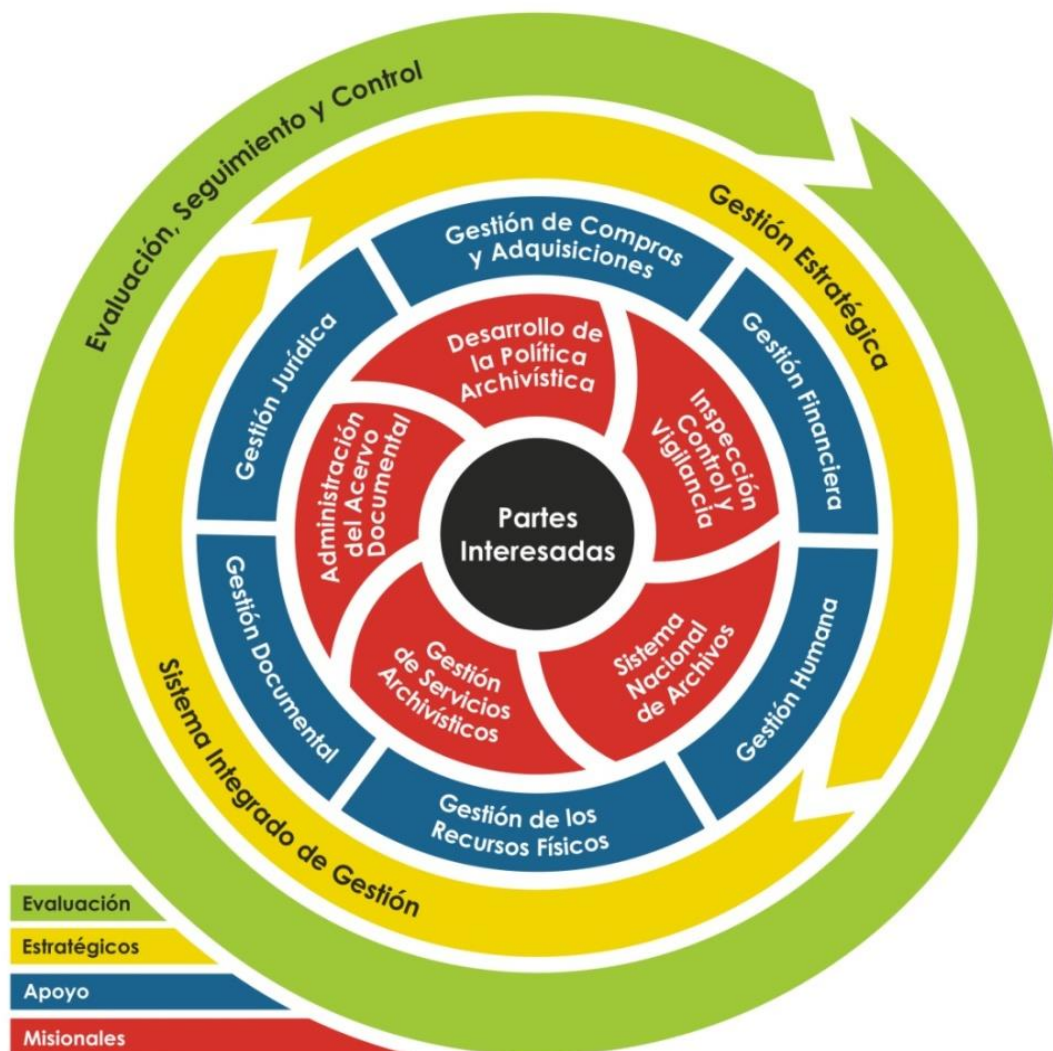 Evaluación, Seguimiento y Control
Gestión Estratégica
Sistema Integrado de Gestión
Gestión de Compras
y Adquisiciones
Gestión Financiera
Gestión Humana
Gestión de los
Recursos Físicos
Gestión Documental
Gestión Jurídica
Desarrollo de
la Política
Archivística
Inspección
Control y
Vigilancia
Sistema
Nacional
de Archivos
Gestión
de Servicios
Archivísticos
Administración
del Acervo
Documental
Partes
Interesadas
Evaluación
Estratégicos
Apoyo
Misionales